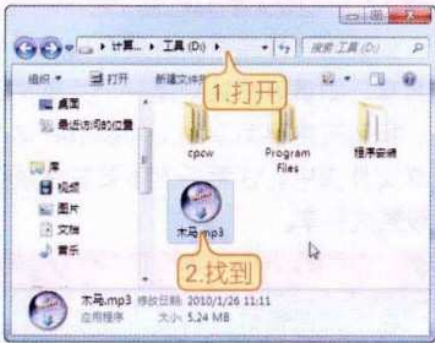 计算... ▸ 工具 (D:) ▸
搜索 工具 (D:)
组织 ▾ 打开 新建文件夹
1.打开
桌面
最近访问的位置
库
视频
图片
文档
音乐
cpcw
Program Files
程序安装
木马.mp3
2.找到
木马.mp3 修改日期: 2010/1/26 11:11
应用程序 大小: 5.24 MB